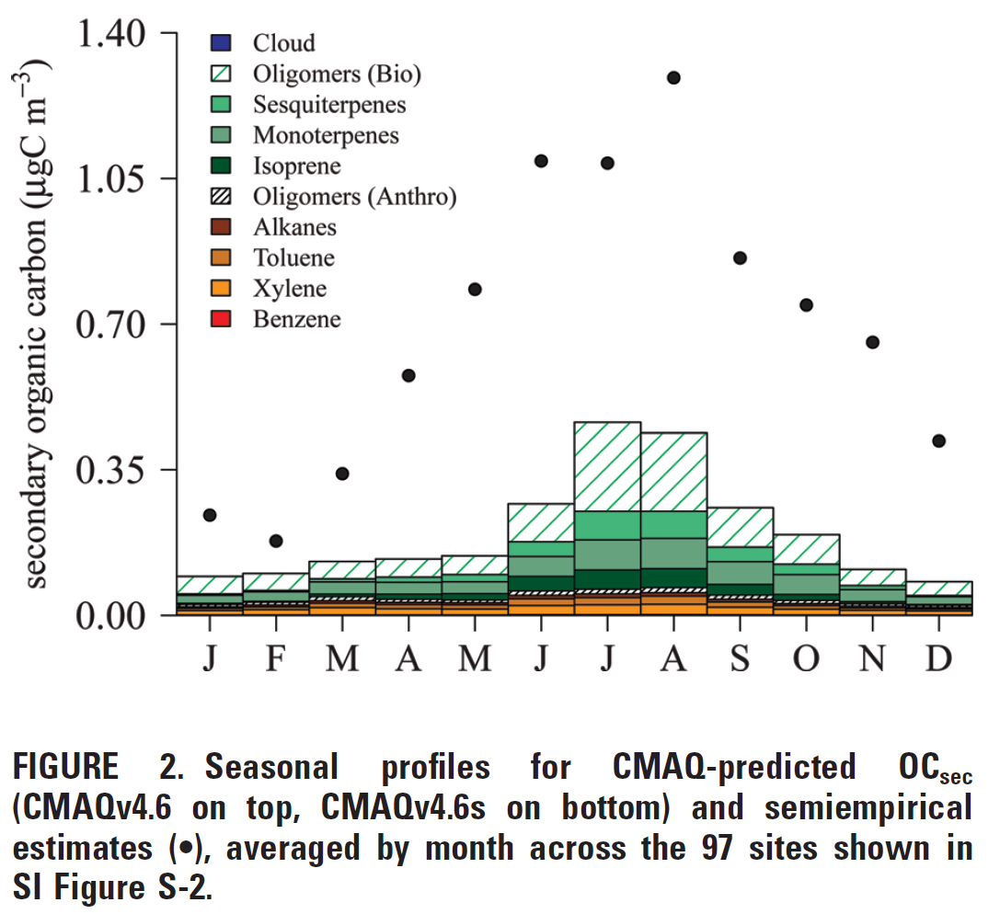 1.40
1.05
0.70
0.35
0.00
secondary organic carbon (μgC m−3)
Cloud
Oligomers (Bio)
Sesquiterpenes
Monoterpenes
Isoprene
Oligomers (Anthro)
Alkanes
Toluene
Xylene
Benzene
J F M A M J J A S O N D
FIGURE 2. Seasonal profiles for CMAQ-predicted OCsec
(CMAQv4.6 on top, CMAQv4.6s on bottom) and semiempirical
estimates (•), averaged by month across the 97 sites shown in
SI Figure S-2.